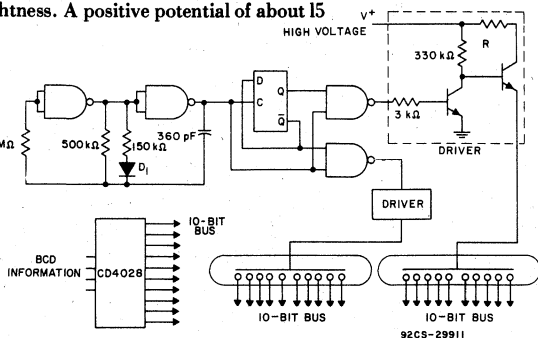 htness. A positive potential of about 15
V+
HIGH VOLTAGE
330 kΩ
R
D
C
Q
Q̅
3 kΩ
DRIVER
MΩ
500 kΩ
150 kΩ
360 pF
D1
DRIVER
10-BIT
BUS
BCD
INFORMATION
CD4028
10-BIT BUS
10-BIT BUS
92CS-29911